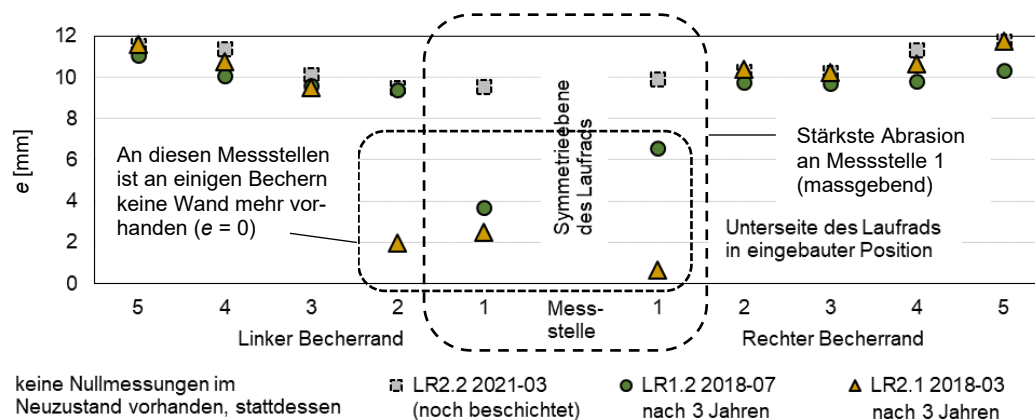 12
10
8
6
4
2
0
e [mm]
An diesen Messstellen
ist an einigen Bechern
keine Wand mehr vor-
handen (e = 0)
Symmetrieebene
des Laufrads
Stärkste Abrasion
an Messstelle 1
(massgebend)
Unterseite des Laufrads
in eingebauter Position
5 4 3 2 1 Mess- 1 2 3 4 5
stelle
Linker Becherrand Rechter Becherrand
keine Nullmessungen im
Neuzustand vorhanden, stattdessen
LR2.2 2021-03
(noch beschichtet)
LR1.2 2018-07
nach 3 Jahren
LR2.1 2018-03
nach 3 Jahren